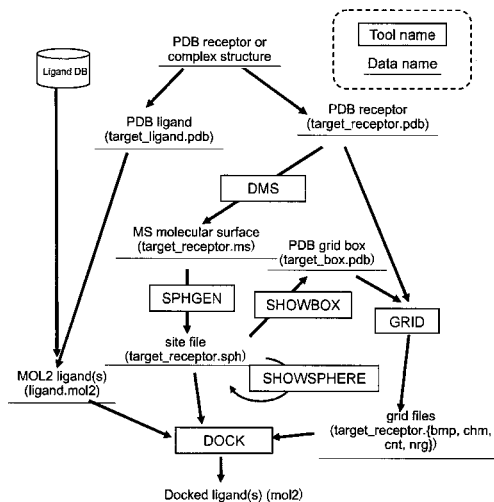 PDB receptor or
complex structure
Tool name
Data name
Ligand DB
PDB ligand
(target_ligand.pdb)
PDB receptor
(target_receptor.pdb)
DMS
MS molecular surface
(target_receptor.ms)
PDB grid box
(target_box.pdb)
SPHGEN
SHOWBOX
GRID
site file
(target_receptor.sph)
SHOWSPHERE
MOL2 ligand(s)
(ligand.mol2)
grid files
(target_receptor.{bmp, chm,
cnt, nrg})
DOCK
Docked ligand(s) (mol2)